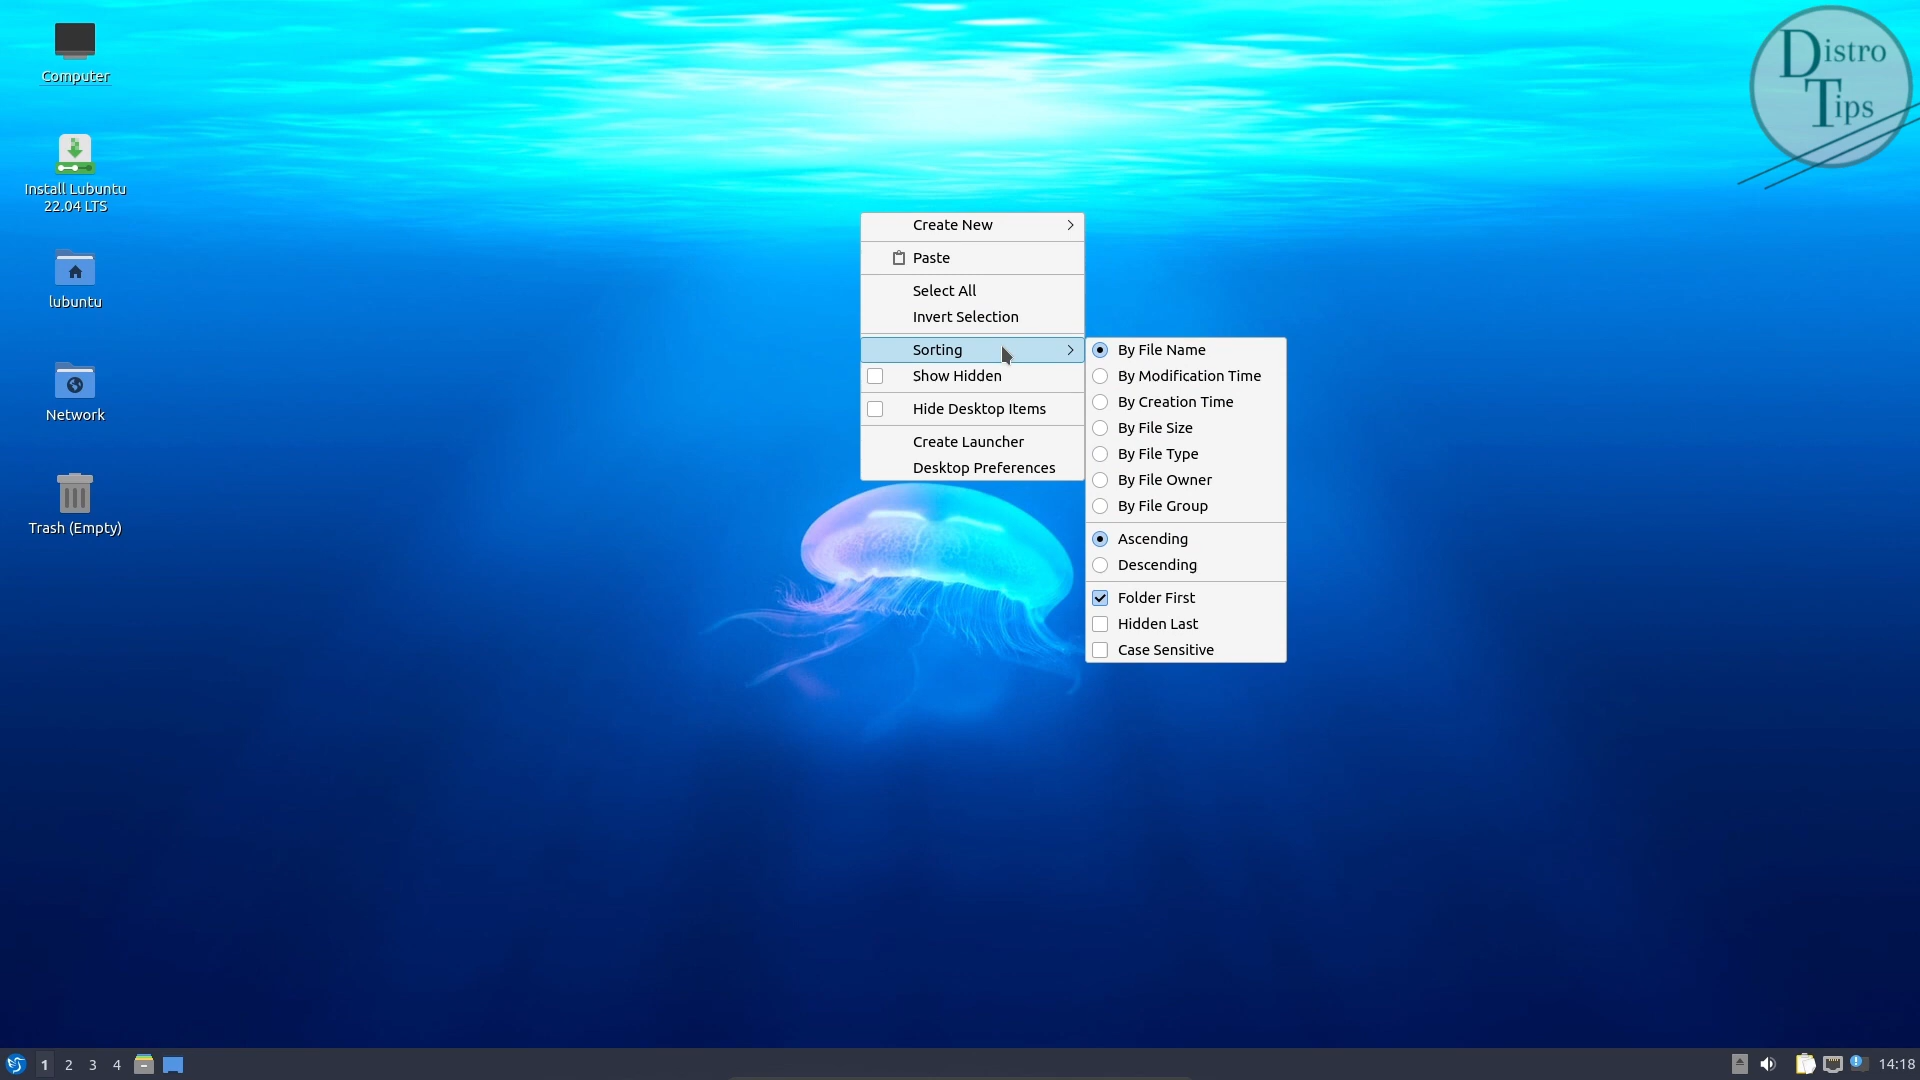 Computer
Install Lubuntu
22.04 LTS
lubuntu
Network
Trash (Empty)
Distro
Tips
Create New
Paste
Select All
Invert Selection
Sorting
Show Hidden
Hide Desktop Items
Create Launcher
Desktop Preferences
By File Name
By Modification Time
By Creation Time
By File Size
By File Type
By File Owner
By File Group
Ascending
Descending
Folder First
Hidden Last
Case Sensitive
1 2 3 4
14:18